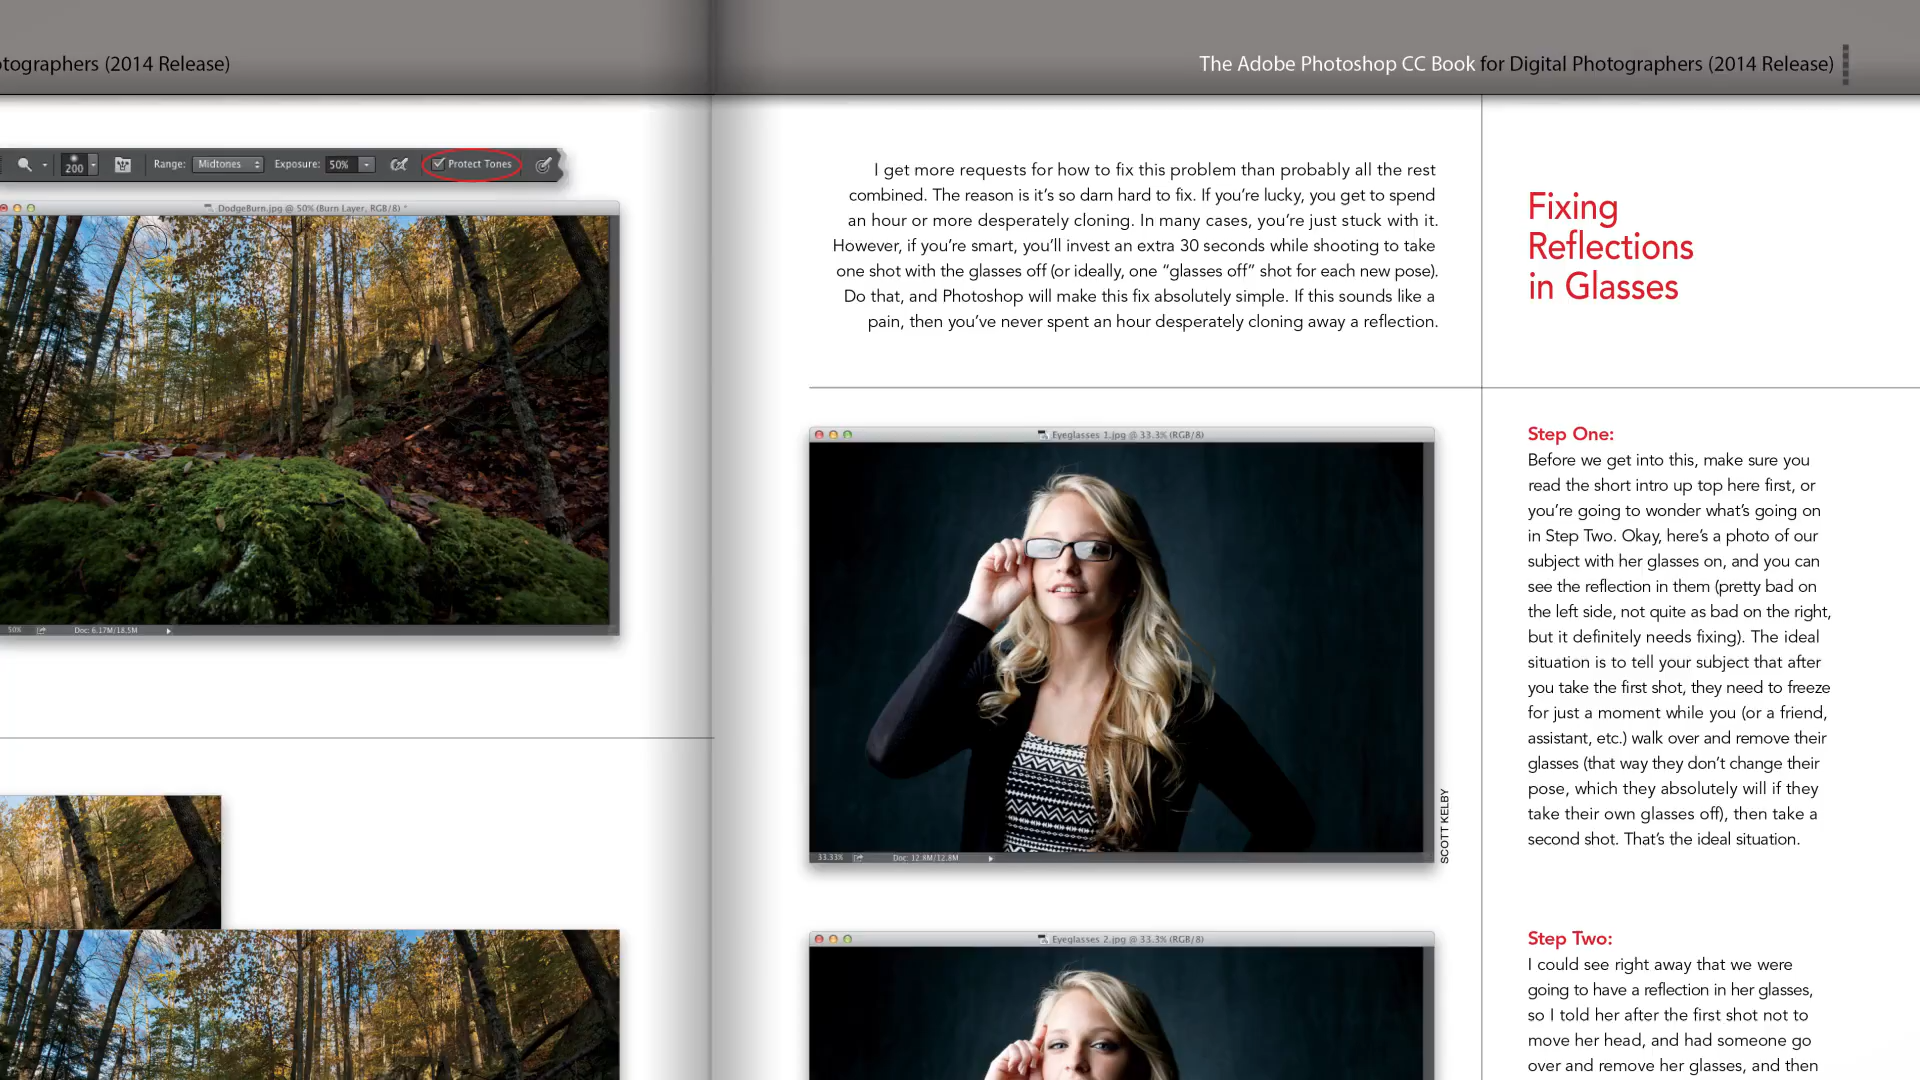 otographers (2014 Release)
The Adobe Photoshop CC Book for Digital Photographers (2014 Release)
200
Range: Midtones
Exposure: 50%
Protect Tones
DodgeBurn.jpg @ 50% (Burn Layer, RGB/8) *
50%
Doc: 6.17M/18.5M
I get more requests for how to fix this problem than probably all the rest
combined. The reason is it’s so darn hard to fix. If you’re lucky, you get to spend
an hour or more desperately cloning. In many cases, you’re just stuck with it.
However, if you’re smart, you’ll invest an extra 30 seconds while shooting to take
one shot with the glasses off (or ideally, one “glasses off” shot for each new pose).
Do that, and Photoshop will make this fix absolutely simple. If this sounds like a
pain, then you’ve never spent an hour desperately cloning away a reflection.
Fixing
Reflections
in Glasses
Eyeglasses 1.jpg @ 33.3% (RGB/8)
33.33%
Doc: 12.8M/12.8M
SCOTT KELBY
Step One:
Before we get into this, make sure you
read the short intro up top here first, or
you’re going to wonder what’s going on
in Step Two. Okay, here’s a photo of our
subject with her glasses on, and you can
see the reflection in them (pretty bad on
the left side, not quite as bad on the right,
but it definitely needs fixing). The ideal
situation is to tell your subject that after
you take the first shot, they need to freeze
for just a moment while you (or a friend,
assistant, etc.) walk over and remove their
glasses (that way they don’t change their
pose, which they absolutely will if they
take their own glasses off), then take a
second shot. That’s the ideal situation.
Eyeglasses 2.jpg @ 33.3% (RGB/8)
Step Two:
I could see right away that we were
going to have a reflection in her glasses,
so I told her after the first shot not to
move her head, and had someone go
over and remove her glasses, and then